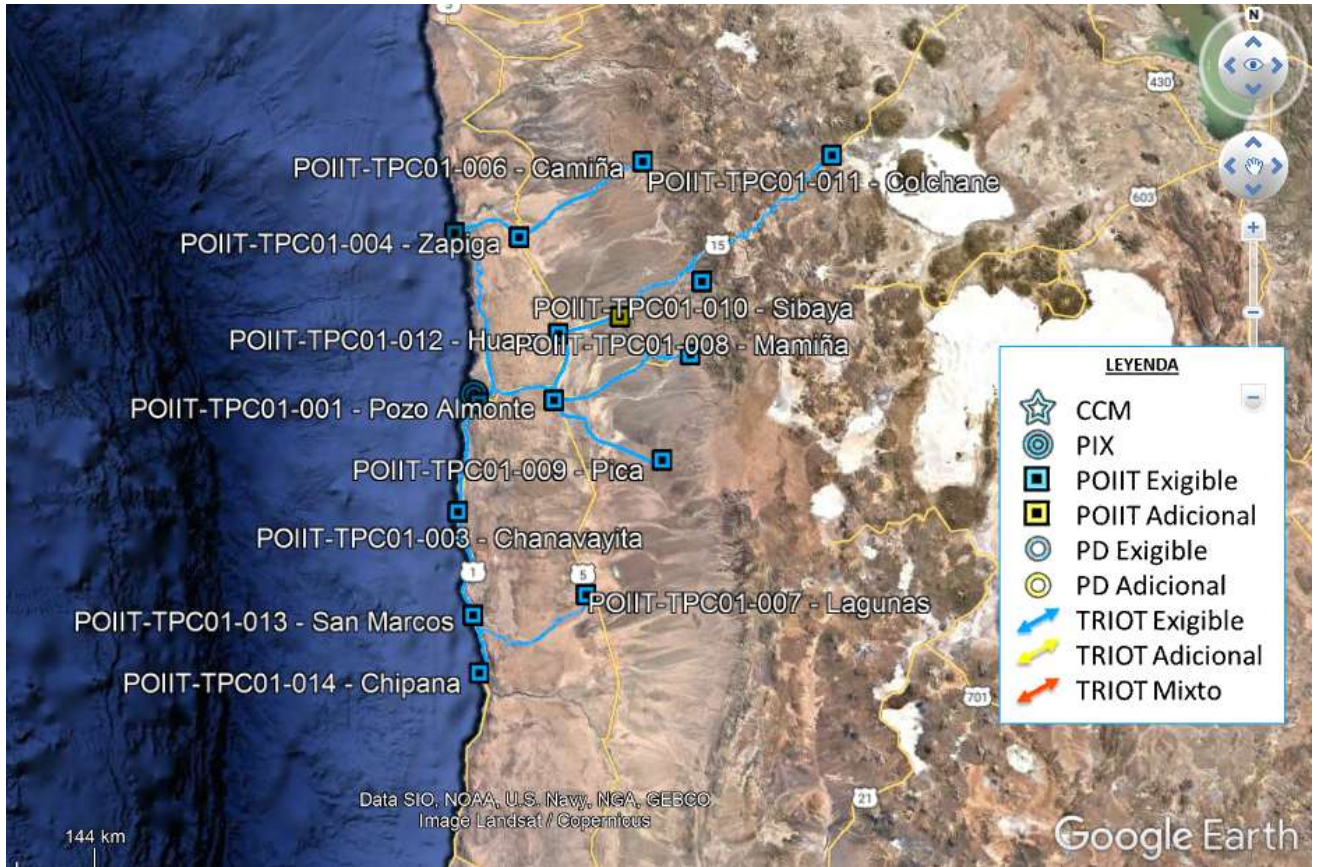 5
N
430
POIIT-TPC01-006 - Camiña
POIIT-TPC01-011 - Colchane
603
POIIT-TPC01-004 - Zapiga
15
POIIT-TPC01-010 - Sibaya
POIIT-TPC01-012 - Huar
POIIT-TPC01-008 - Mamiña
POIIT-TPC01-001 - Pozo Almonte
POIIT-TPC01-009 - Pica
POIIT-TPC01-003 - Chanavayita
1
5
POIIT-TPC01-007 - Lagunas
POIIT-TPC01-013 - San Marcos
POIIT-TPC01-014 - Chipana
701
21
LEYENDA
CCM
PIX
POIIT Exigible
POIIT Adicional
PD Exigible
PD Adicional
TRIOT Exigible
TRIOT Adicional
TRIOT Mixto
Data SIO, NOAA, U.S. Navy, NGA, GEBCO
Image Landsat / Copernicus
144 km
Google Earth